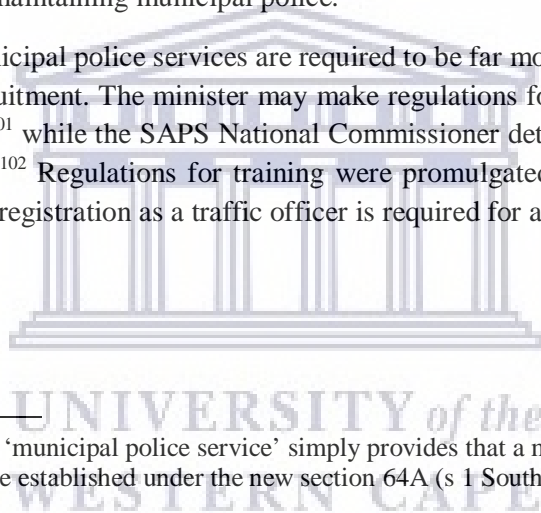 maintaining municipal police.
nicipal police services are required to be far mo
uitment. The minister may make regulations fo
01 while the SAPS National Commissioner det
102 Regulations for training were promulgated
registration as a traffic officer is required for a
UNIVERSITY of the
‘municipal police service’ simply provides that a m
e established under the new section 64A (s 1 South
WESTERN CAPE